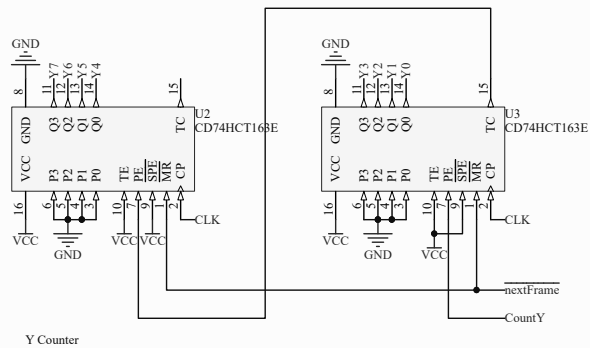 GND
GND
8
11 Y7
12 Y6
13 Y5
14 Y4
15
8
11 Y3
12 Y2
13 Y1
14 Y0
15
U2
CD74HCT163E
U3
CD74HCT163E
GND Q3 Q2 Q1 Q0 TC
GND Q3 Q2 Q1 Q0 TC
VCC P3 P2 P1 P0 TE PE SPE MR CP
VCC P3 P2 P1 P0 TE PE SPE MR CP
16 6 5 4 3 10 7 9 1 2
16 6 5 4 3 10 7 9 1 2
CLK
CLK
VCC
GND
VCC
VCC
VCC
GND
VCC
nextFrame
CountY
Y Counter